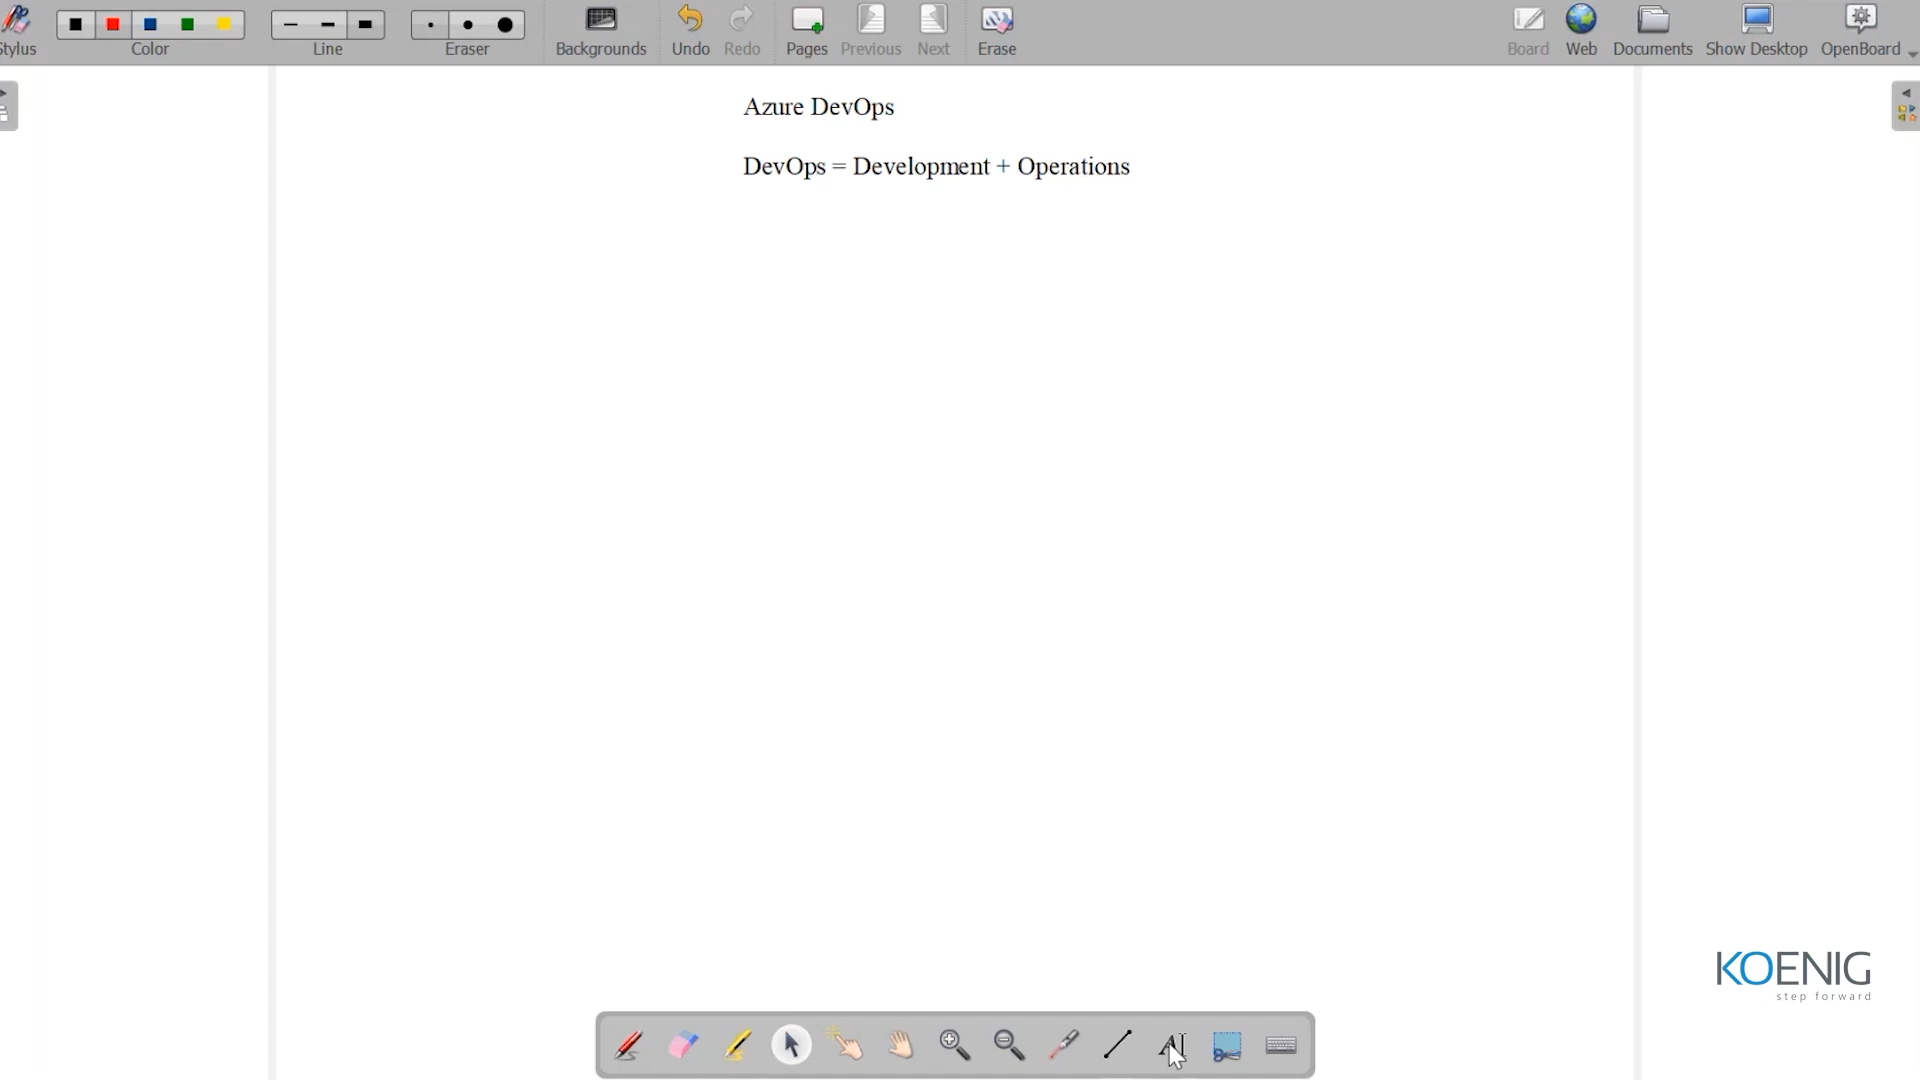 Stylus
Color
Line
Eraser
Backgrounds
Undo
Redo
Pages
Previous
Next
Erase
Board
Web
Documents
Show Desktop
OpenBoard
Azure DevOps
DevOps = Development + Operations
KOENIG
step forward